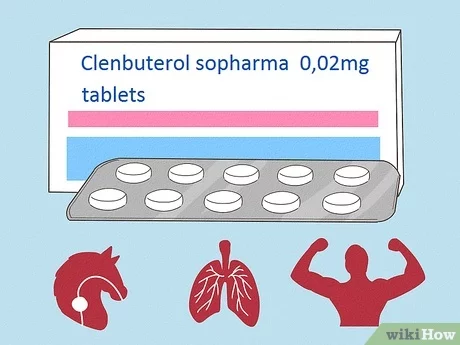 Clenbuterol sopharma 0,02mg
tablets
wikiHow